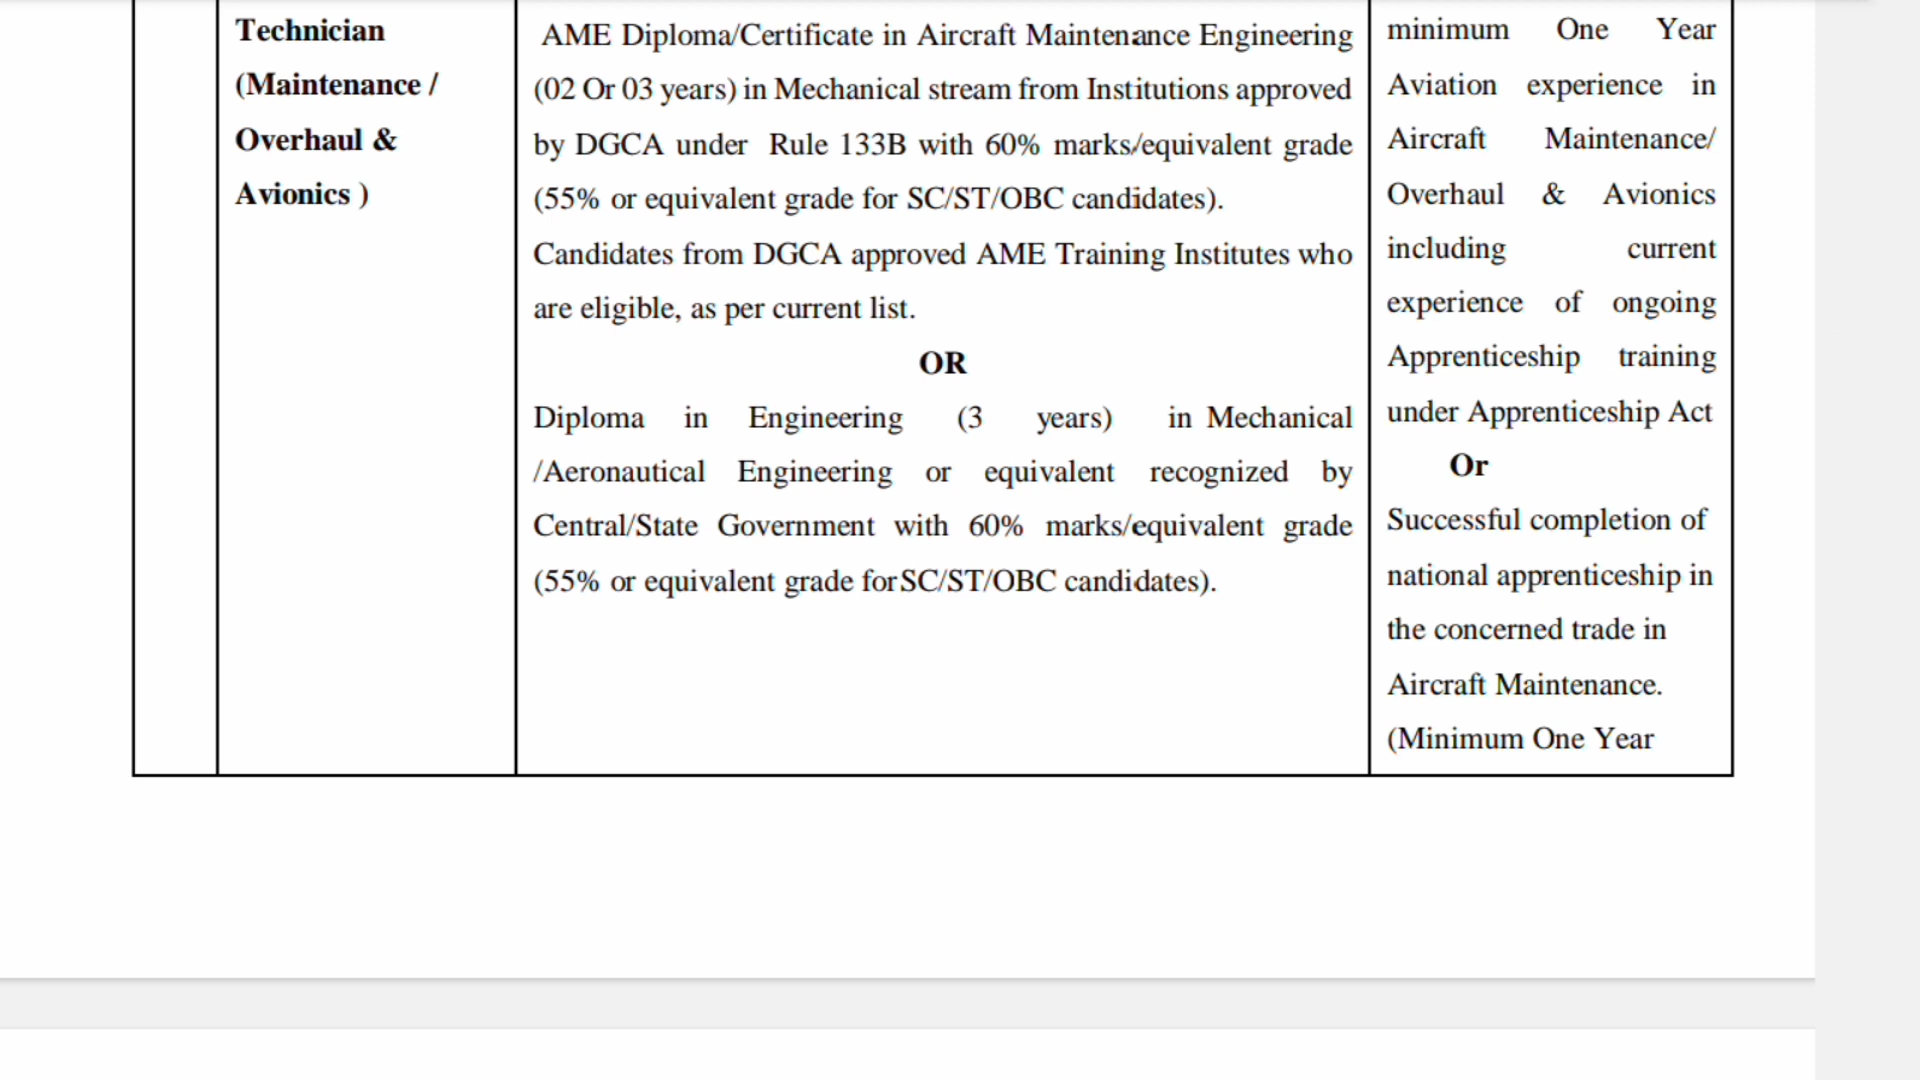 Technician
(Maintenance /
Overhaul &
Avionics )
AME Diploma/Certificate in Aircraft Maintenance Engineering
(02 Or 03 years) in Mechanical stream from Institutions approved
by DGCA under Rule 133B with 60% marks/equivalent grade
(55% or equivalent grade for SC/ST/OBC candidates).
Candidates from DGCA approved AME Training Institutes who
are eligible, as per current list.
OR
Diploma in Engineering (3 years) in Mechanical
/Aeronautical Engineering or equivalent recognized by
Central/State Government with 60% marks/equivalent grade
(55% or equivalent grade for SC/ST/OBC candidates).
minimum One Year
Aviation experience in
Aircraft Maintenance/
Overhaul & Avionics
including current
experience of ongoing
Apprenticeship training
under Apprenticeship Act
Or
Successful completion of
national apprenticeship in
the concerned trade in
Aircraft Maintenance.
(Minimum One Year